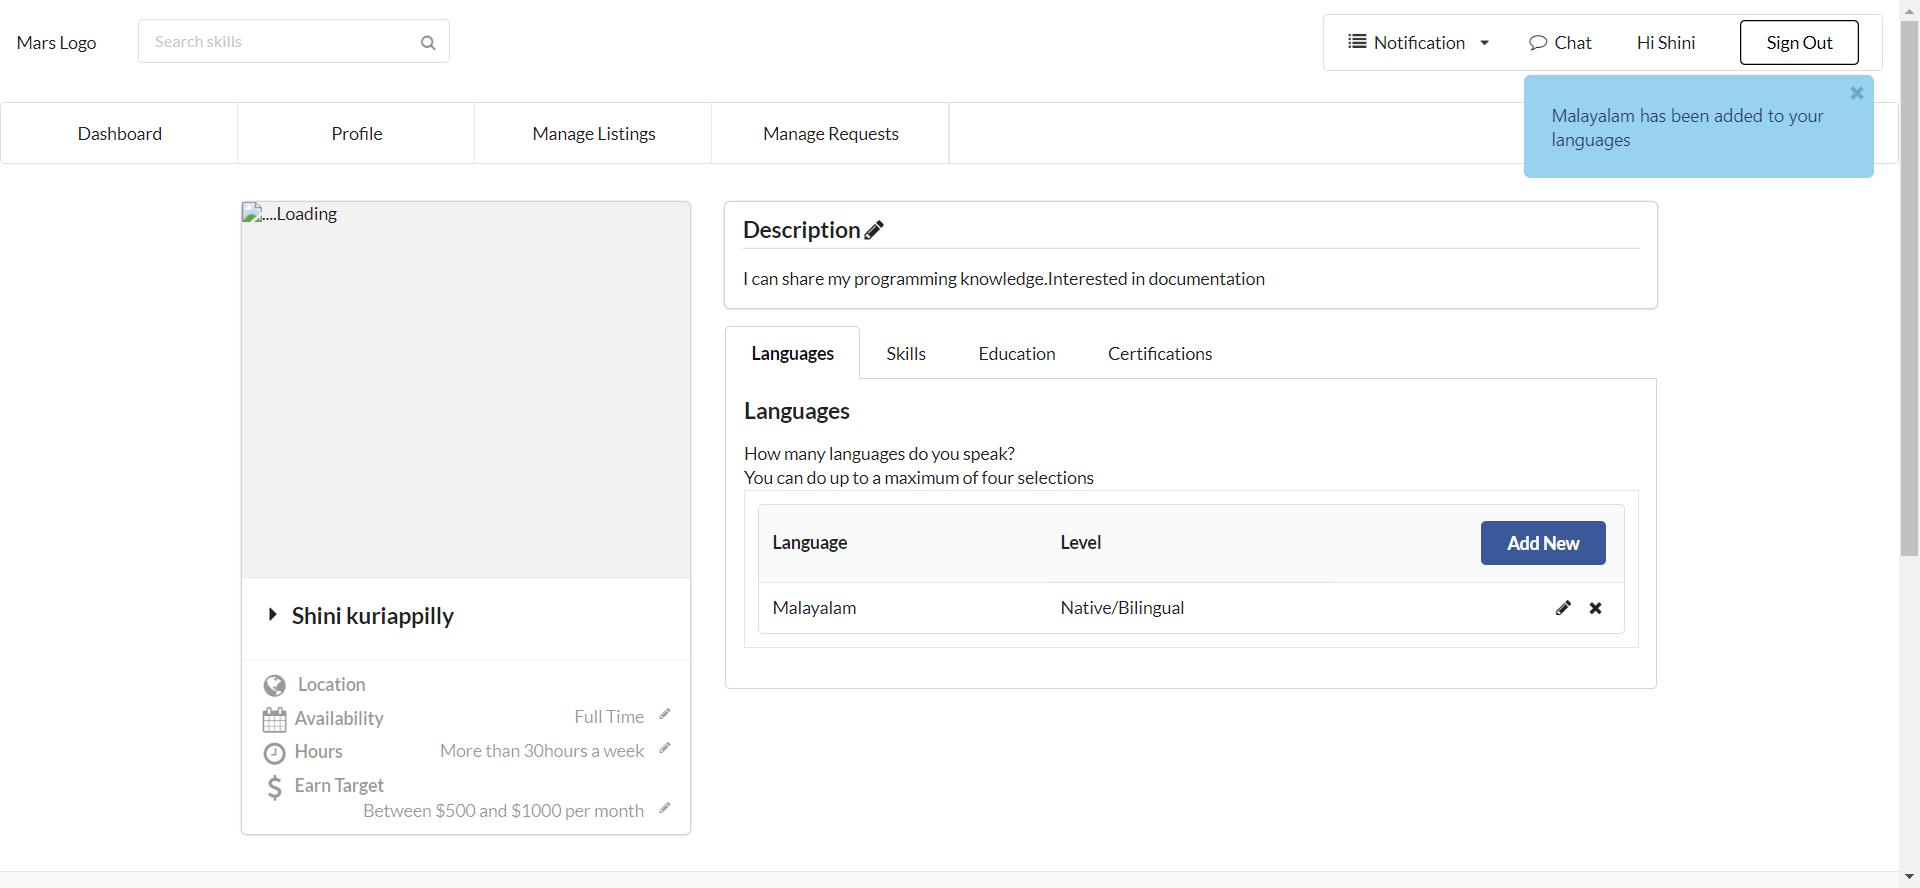 Mars Logo
Search skills
Notification
Chat
Hi Shini
Sign Out
Malayalam has been added to your
languages
Dashboard
Profile
Manage Listings
Manage Requests
....Loading
Shini kuriappilly
Location
Availability
Full Time
Hours
More than 30hours a week
Earn Target
Between $500 and $1000 per month
Description
I can share my programming knowledge.Interested in documentation
Languages
Skills
Education
Certifications
Languages
How many languages do you speak?
You can do up to a maximum of four selections
Language
Level
Add New
Malayalam
Native/Bilingual